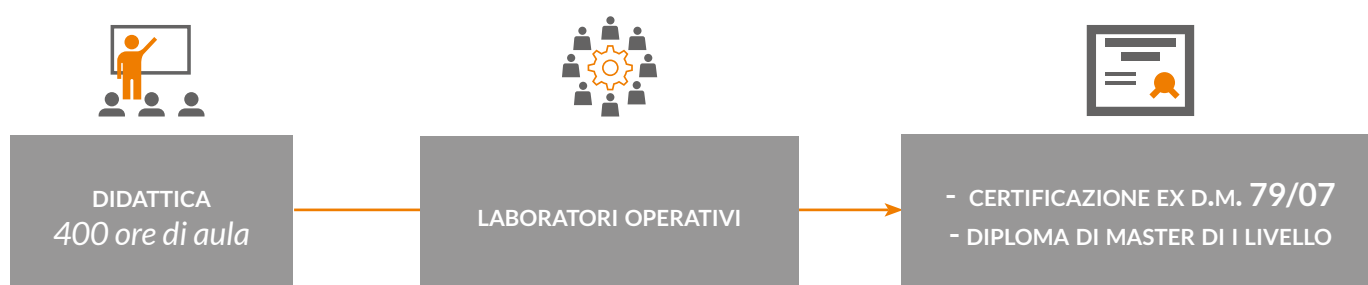 DIDATTICA
400 ore di aula
LABORATORI OPERATIVI
- CERTIFICAZIONE EX D.M. 79/07
- DIPLOMA DI MASTER DI I LIVELLO